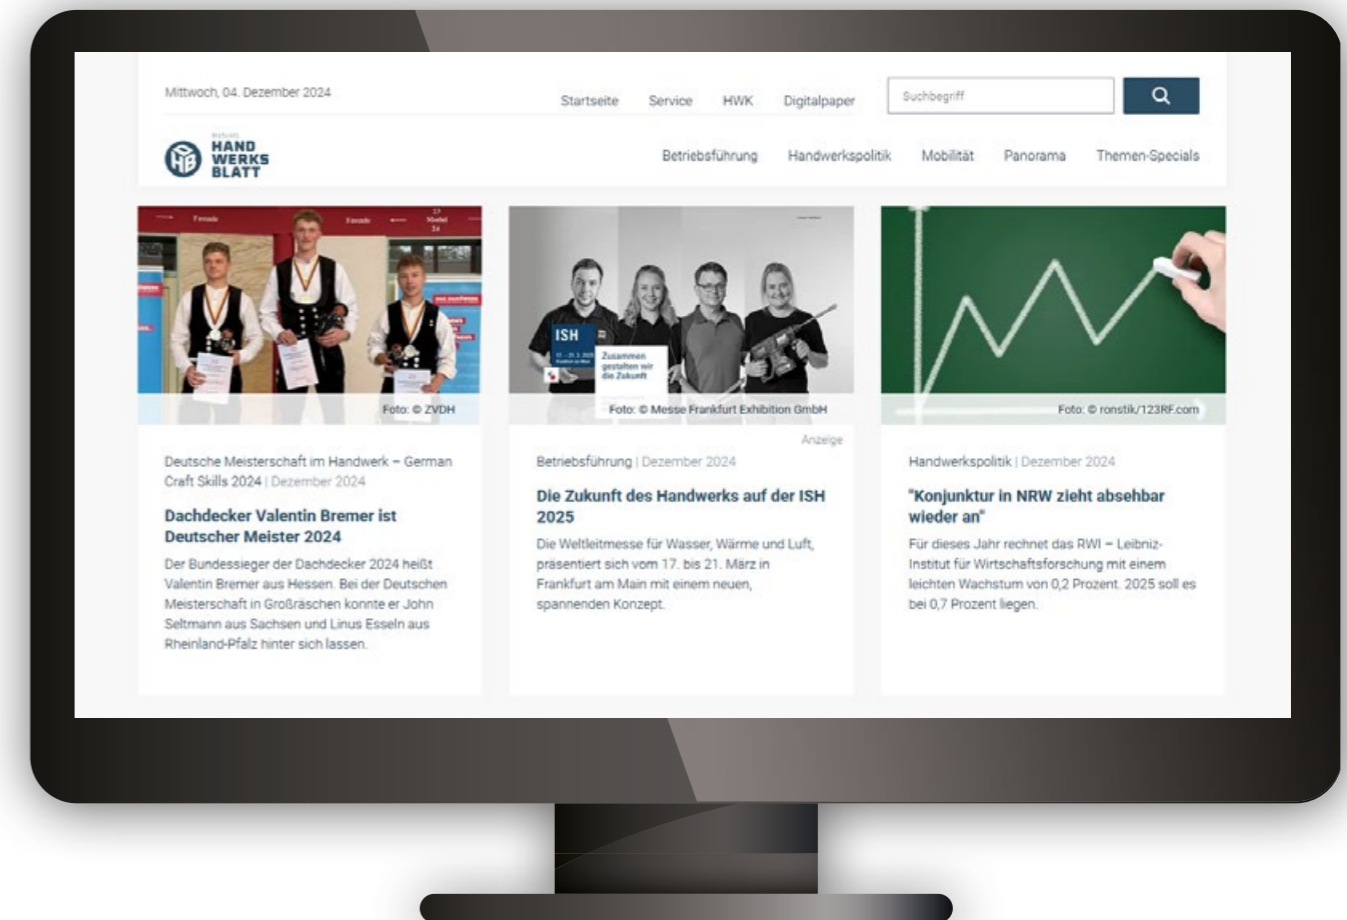 Mittwoch, 04. Dezember 2024
Startseite Service HWK Digitalpaper
Suchbegriff
HAND
WERKS
BLATT
Betriebsführung Handwerkspolitik Mobilität Panorama Themen-Specials
Freunde
Freunde
Foto: © ZVDH
Deutsche Meisterschaft im Handwerk – German
Craft Skills 2024 | Dezember 2024
Dachdecker Valentin Bremer ist
Deutscher Meister 2024
Der Bundessieger der Dachdecker 2024 heißt
Valentin Bremer aus Hessen. Bei der Deutschen
Meisterschaft in Großräschen konnte er John
Seltmann aus Sachsen und Linus Esseln aus
Rheinland-Pfalz hinter sich lassen.
ISH
Zusammen
gestalten wir
die Zukunft
Foto: © Messe Frankfurt Exhibition GmbH
Anzeige
Betriebsführung | Dezember 2024
Die Zukunft des Handwerks auf der ISH
2025
Die Weltleitmesse für Wasser, Wärme und Luft,
präsentiert sich vom 17. bis 21. März in
Frankfurt am Main mit einem neuen,
spannenden Konzept.
Foto: © ronstik/123RF.com
Handwerkspolitik | Dezember 2024
"Konjunktur in NRW zieht absehbar
wieder an"
Für dieses Jahr rechnet das RWI – Leibniz-
Institut für Wirtschaftsforschung mit einem
leichten Wachstum von 0,2 Prozent. 2025 soll es
bei 0,7 Prozent liegen.